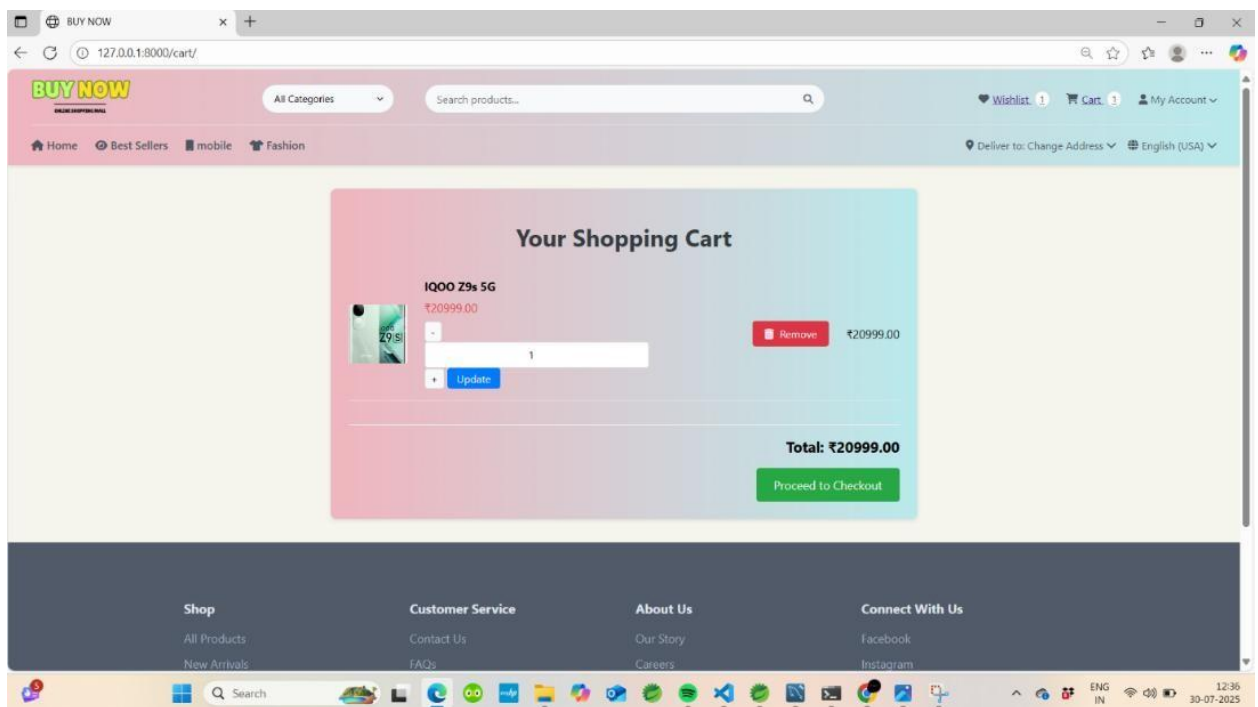 BUY NOW
127.0.0.1:8000/cart/
BUY NOW
ONLINE SHOPPING MALL
All Categories
Search products...
Wishlist 1 Cart 1 My Account
Home Best Sellers mobile Fashion
Deliver to: Change Address English (USA)
Your Shopping Cart
IQOO Z9s 5G
₹20999.00
-
1
+ Update
Z9 S
Remove ₹20999.00
Total: ₹20999.00
Proceed to Checkout
Shop Customer Service About Us Connect With Us
All Products Contact Us Our Story Facebook
New Arrivals FAQs Careers Instagram
Search
ENG
IN
12:36
30-07-2025